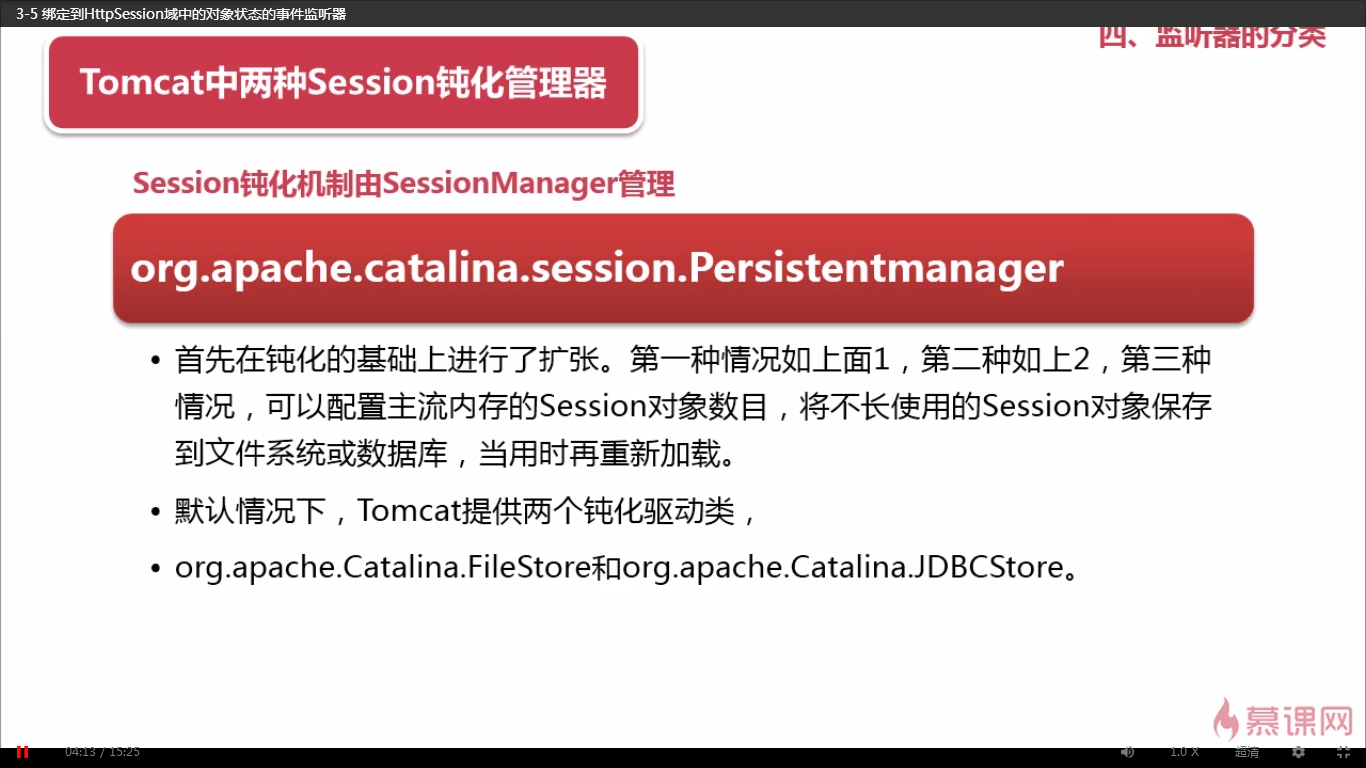 3-5 绑定到HttpSession域中的对象状态的事件监听器
四、监听器的分类
Tomcat中两种Session钝化管理器
Session钝化机制由SessionManager管理
org.apache.catalina.session.Persistentmanager
• 首先在钝化的基础上进行了扩张。第一种情况如上面1，第二种如上2，第三种
情况，可以配置主流内存的Session对象数目，将不长使用的Session对象保存
到文件系统或数据库，当用时再重新加载。
• 默认情况下，Tomcat提供两个钝化驱动类，
• org.apache.Catalina.FileStore和org.apache.Catalina.JDBCStore。
慕课网
04:13 / 15:25
1.0 X
超清